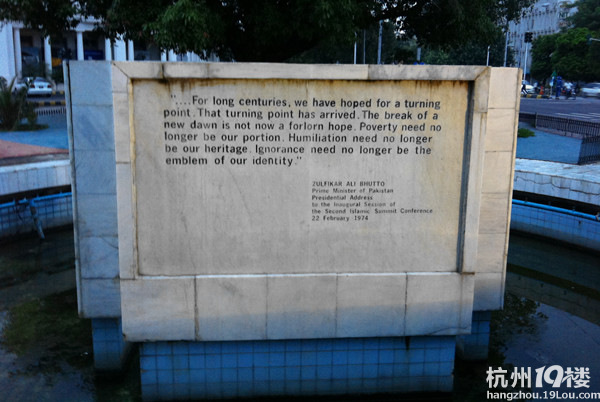 "....For long centuries, we have hoped for a turning
point. That turning point has arrived. The break of a
new dawn is not now a forlorn hope. Poverty need no
longer be our portion. Humiliation need no longer
be our heritage. Ignorance need no longer be the
emblem of our identity."
ZULFIKAR ALI BHUTTO
Prime Minister of Pakistan
Presidential Address
to the Inaugural Session of
the Second Islamic Summit Conference
22 February 1974
杭州19楼
hangzhou.19lou.com